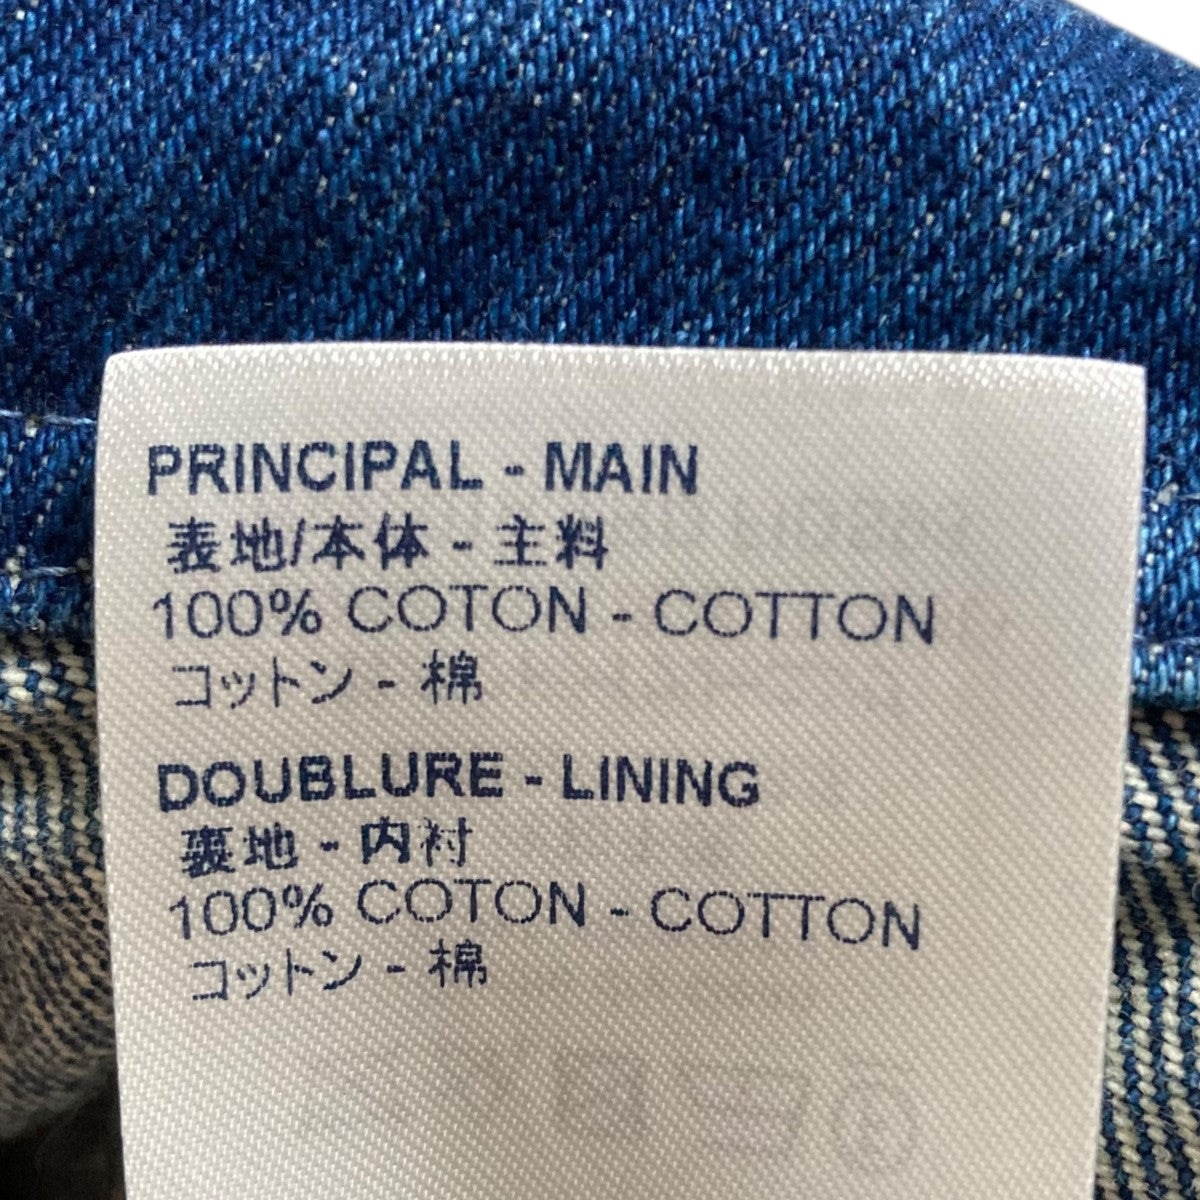 PRINCIPAL - MAIN
表地/本体 - 主料
100% COTON - COTTON
コットン - 棉
DOUBLURE - LINING
裏地 - 内衬
100% COTON - COTTON
コットン - 棉